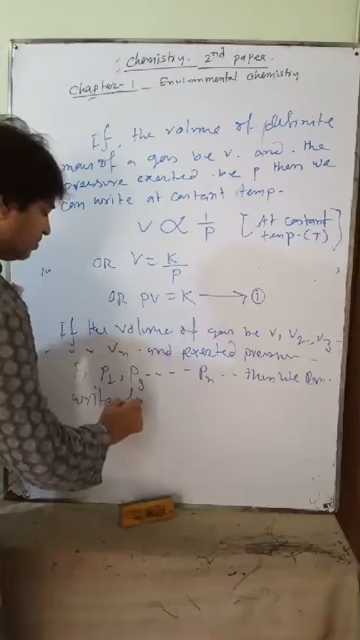 Chemistry. 2nd paper.
Chapter-1 - Environmental Chemistry
If, the volume of definite
mass of a gas be v. and the
pressure exerted be p then we
can write at constant temp.
V ∝ 1/P [At constant
temp. (T)]
OR V = K/P
OR PV = K ⟶ ①
If the volume of gas be V1 V2 - V3 -
- - - Vn and exerted pressure
P2, P3 - - - - Pn - - then we can
write